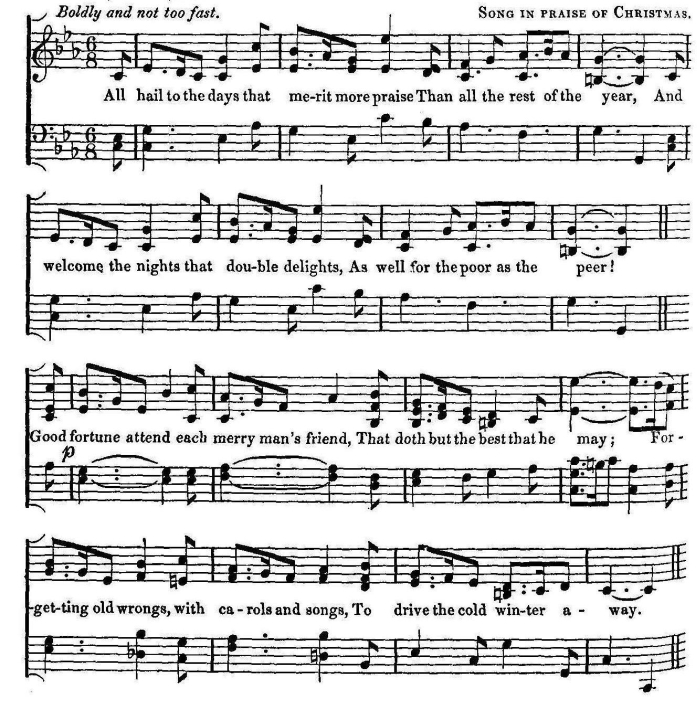 Boldly and not too fast. SONG IN PRAISE OF CHRISTMAS.
All hail to the days that me-rit more praise Than all the rest of the year, And
welcome the nights that dou-ble delights, As well for the poor as the peer!
Good fortune attend each merry man's friend, That doth but the best that he may; For-
p
-get-ting old wrongs, with ca-rols and songs, To drive the cold win-ter a-way.